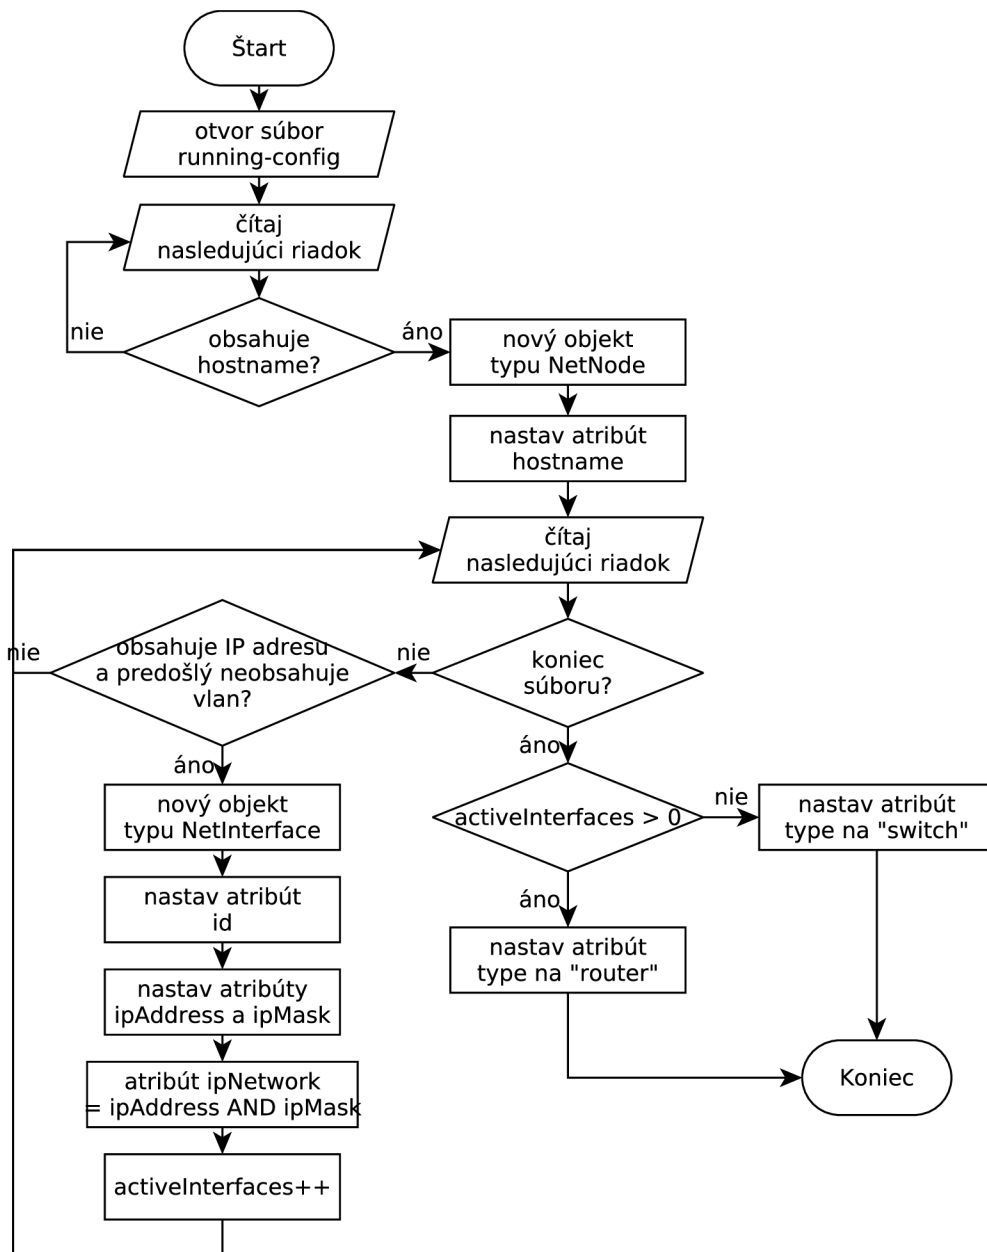 Štart
otvor súbor
running-config
čítaj
nasledujúci riadok
obsahuje
hostname?
nie
áno
nový objekt
typu NetNode
nastav atribút
hostname
čítaj
nasledujúci riadok
koniec
súboru?
nie
áno
obsahuje IP adresu
a predošlý neobsahuje
vlan?
nie
áno
nový objekt
typu NetInterface
nastav atribút
id
nastav atribúty
ipAddress a ipMask
atribút ipNetwork
= ipAddress AND ipMask
activeInterfaces++
activeInterfaces > 0
nie
áno
nastav atribút
type na "switch"
nastav atribút
type na "router"
Koniec